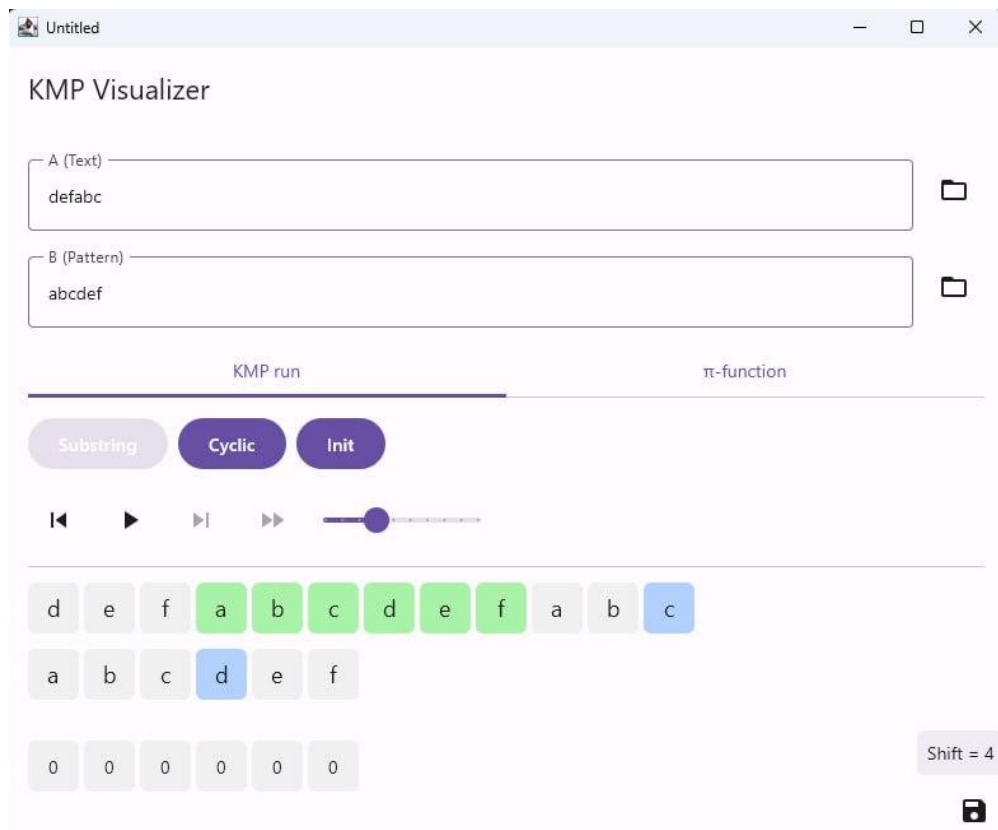 Untitled
KMP Visualizer
A (Text)
defabc
B (Pattern)
abcdef
KMP run π-function
Substring Cyclic Init
d e f a b c d e f a b c
a b c d e f
0 0 0 0 0 0
Shift = 4